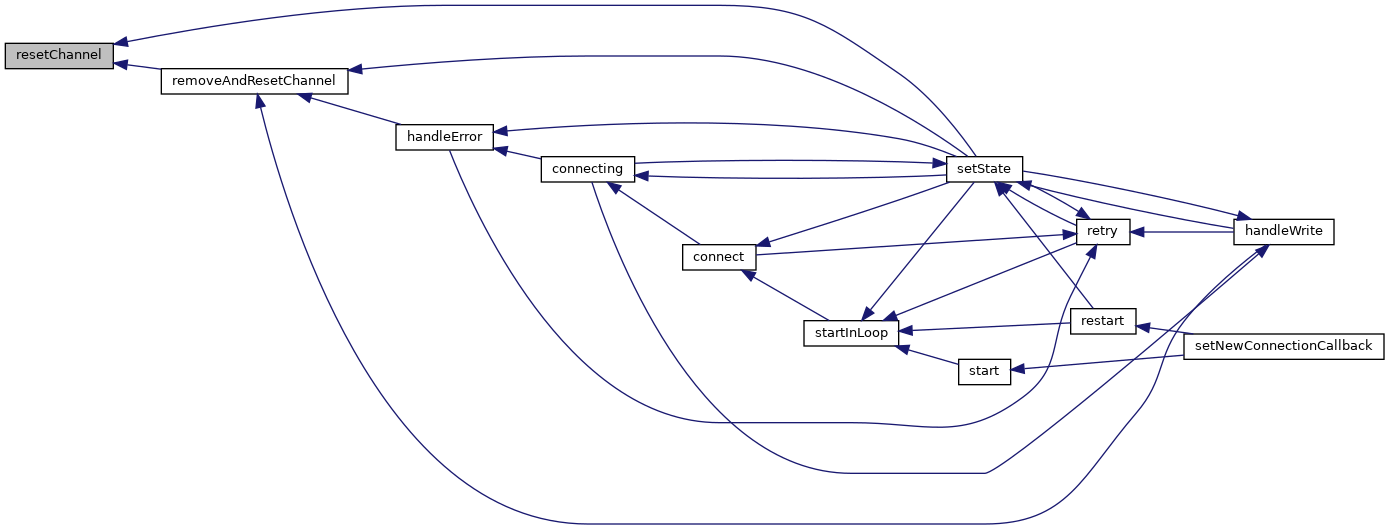 resetChannel
removeAndResetChannel
handleError
connecting
setState
retry
handleWrite
connect
startInLoop
restart
setNewConnectionCallback
start